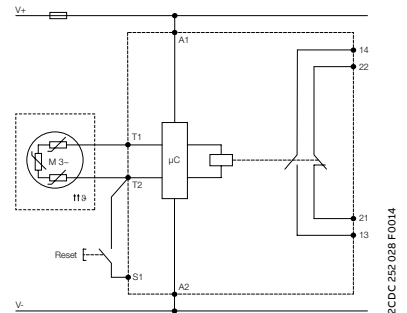 V+
A1
14
22
T1
M 3~
µC
T2
↑↑ϑ
21
13
Reset
S1
A2
V-
2CDC 252 028 F0014